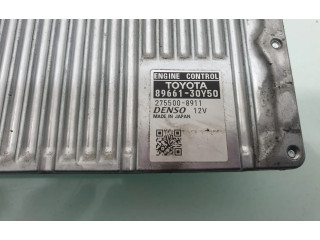 ENGINE CONTROL
TOYOTA
89661-30Y50
275500-8911
DENSO 12V
MADE IN JAPAN